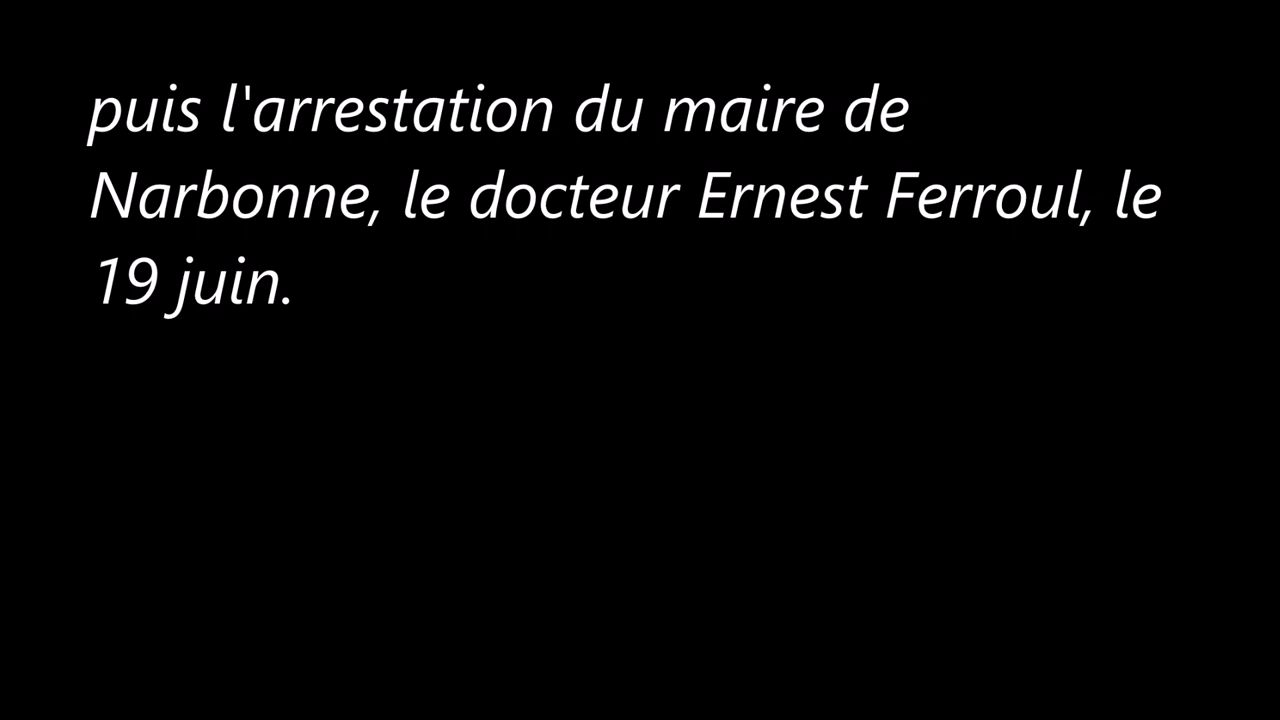 puis l'arrestation du maire de
Narbonne, le docteur Ernest Ferroul, le
19 juin.